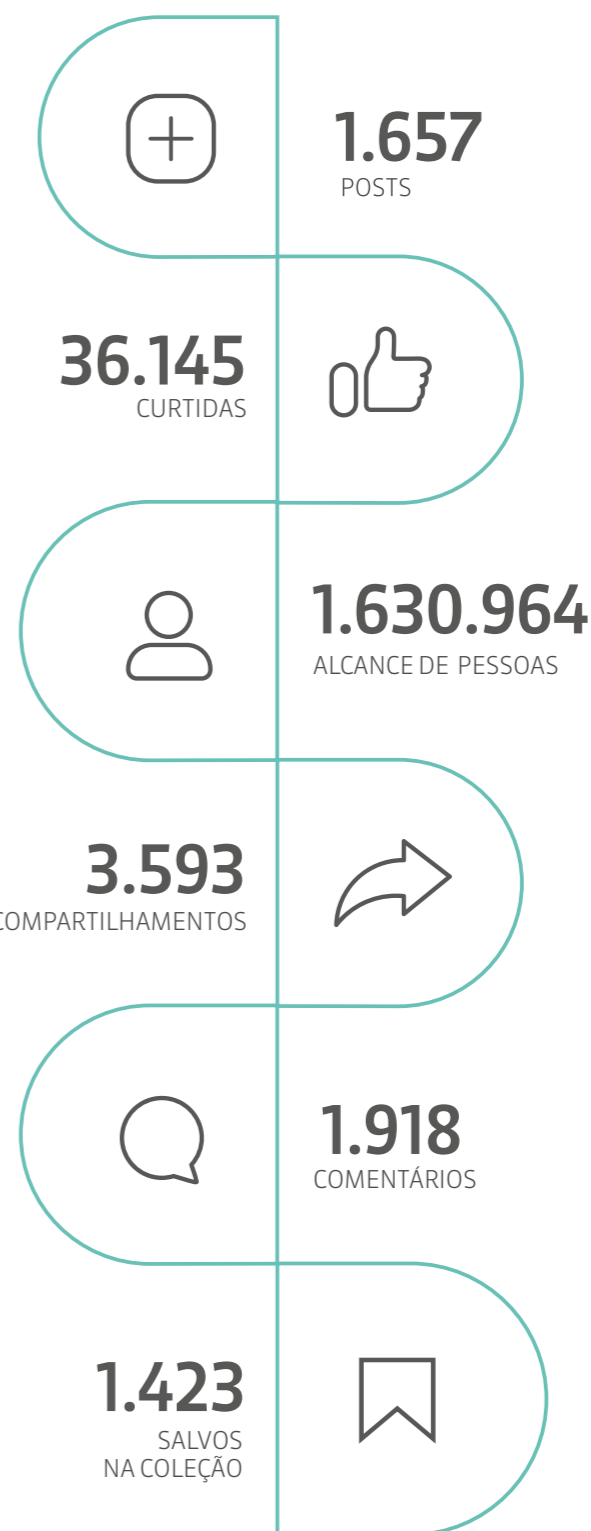 1.657
POSTS
36.145
CURTIDAS
1.630.964
ALCANCE DE PESSOAS
3.593
COMPARTILHAMENTOS
1.918
COMENTÁRIOS
1.423
SALVOS
NA COLEÇÃO